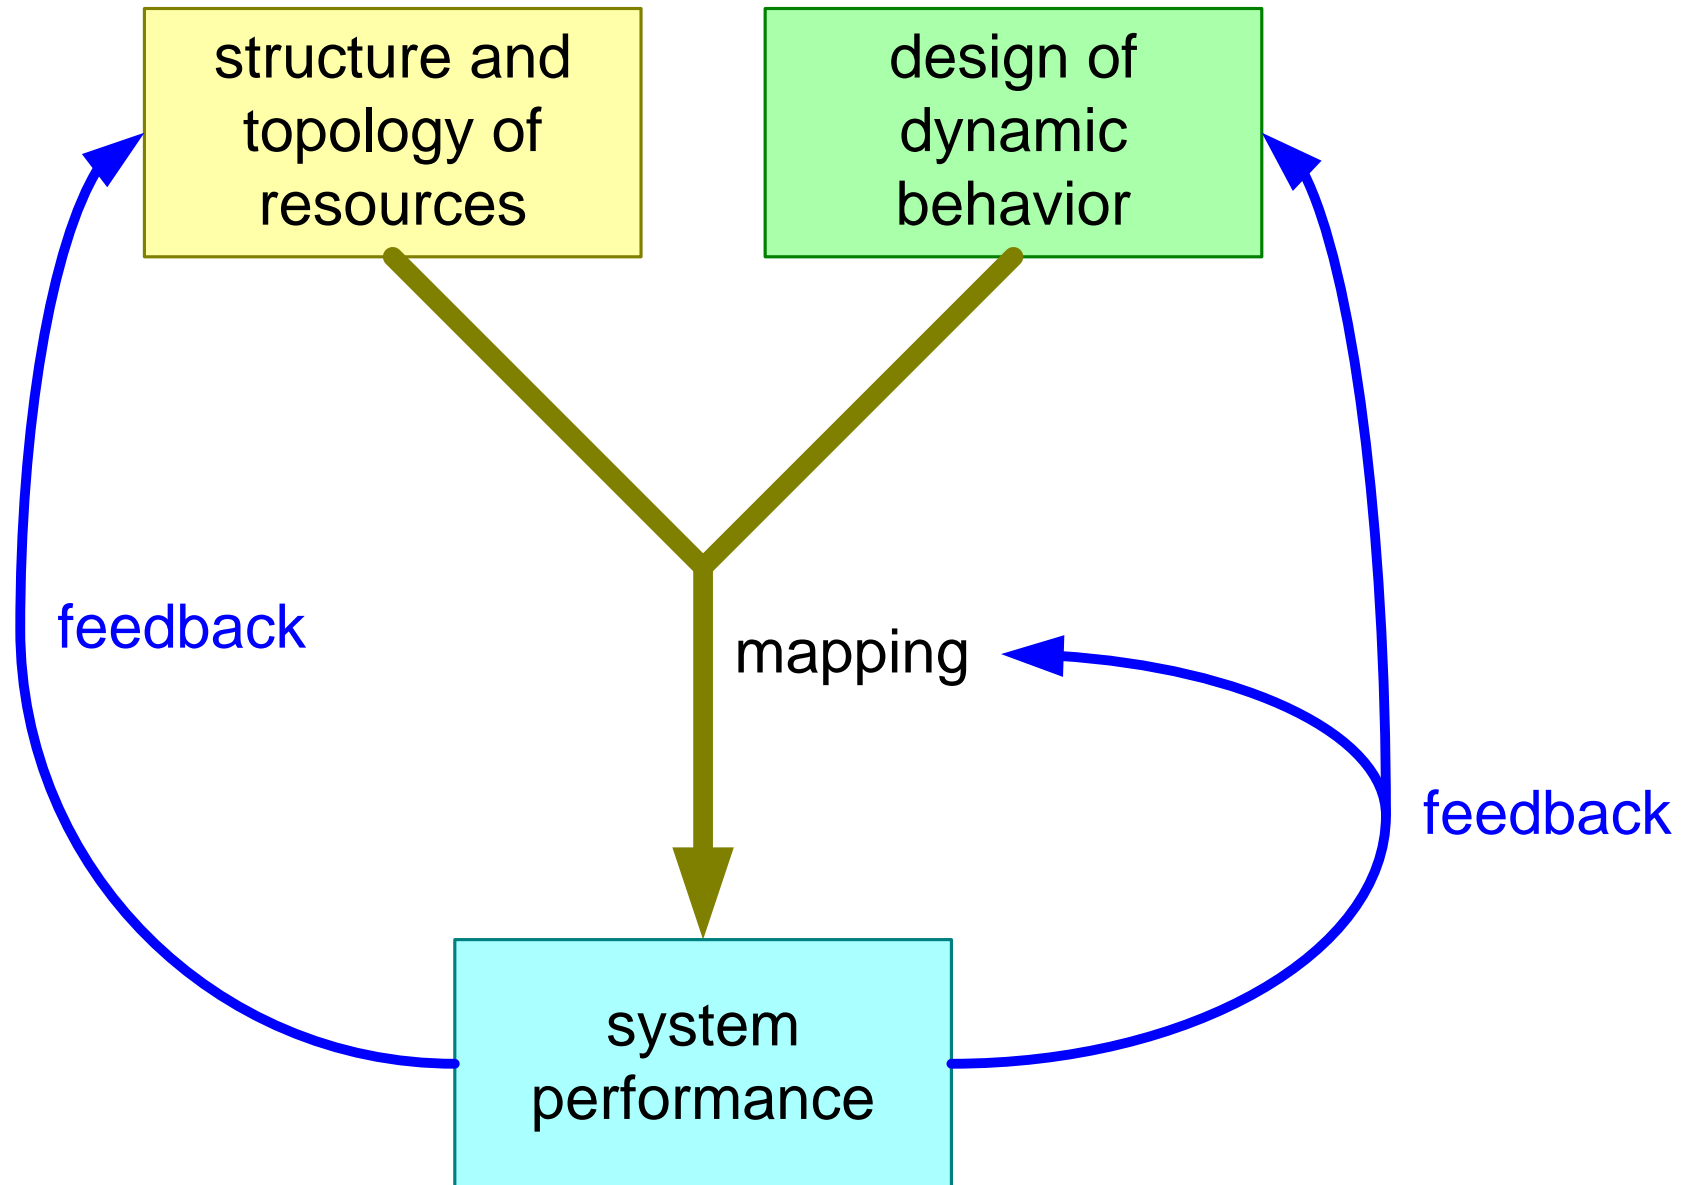 structure and
topology of
resources
design of
dynamic
behavior
feedback
mapping
feedback
system
performance